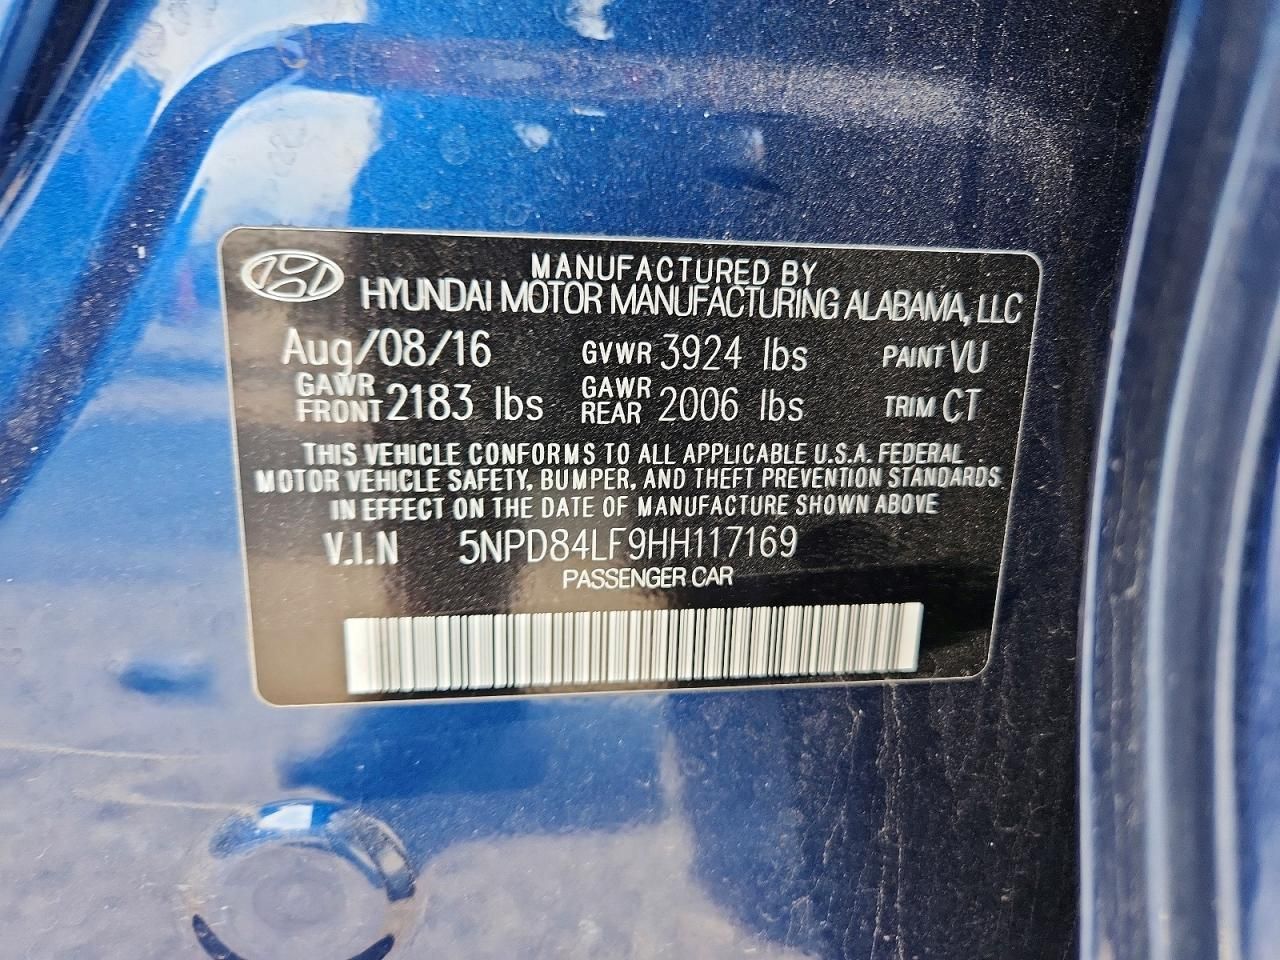 MANUFACTURED BY
HYUNDAI MOTOR MANUFACTURING ALABAMA, LLC
Aug/08/16 GVWR 3924 lbs PAINT VU
GAWR FRONT 2183 lbs GAWR REAR 2006 lbs TRIM CT
THIS VEHICLE CONFORMS TO ALL APPLICABLE U.S.A. FEDERAL
MOTOR VEHICLE SAFETY, BUMPER, AND THEFT PREVENTION STANDARDS
IN EFFECT ON THE DATE OF MANUFACTURE SHOWN ABOVE
V.I.N 5NPD84LF9HH117169
PASSENGER CAR